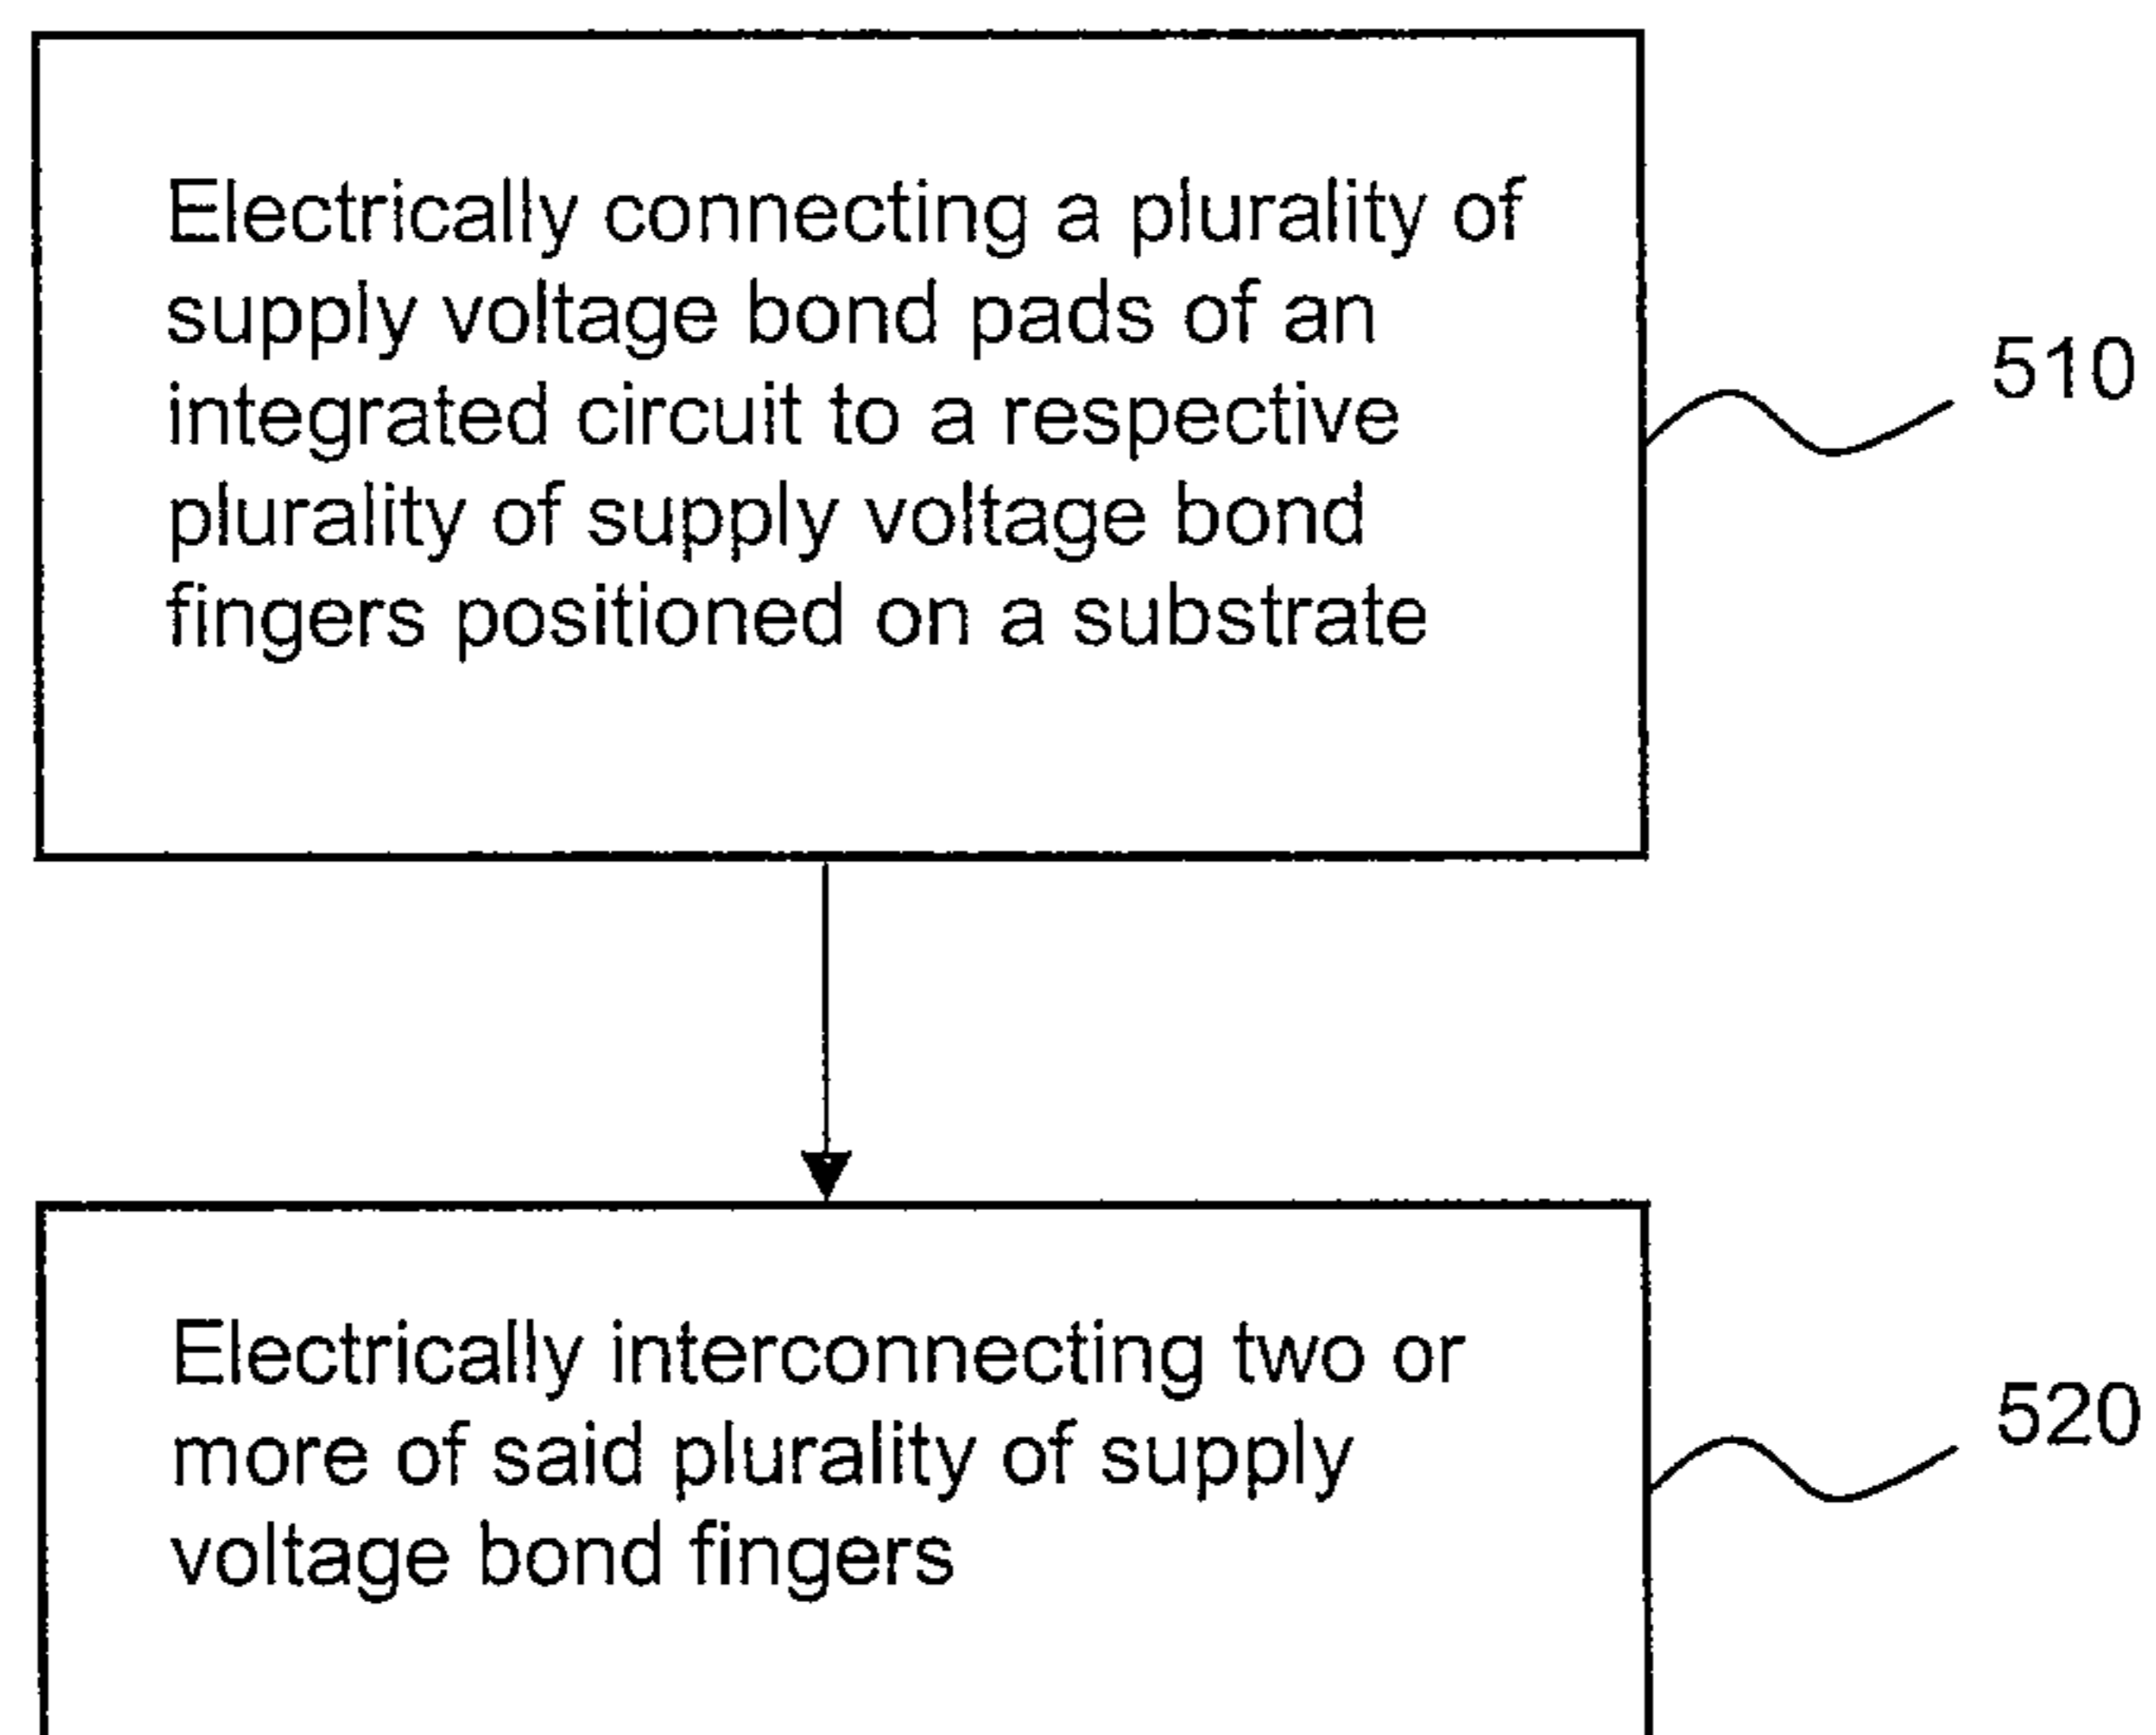 Electrically connecting a plurality of
supply voltage bond pads of an
integrated circuit to a respective
plurality of supply voltage bond
fingers positioned on a substrate
510
Electrically interconnecting two or
more of said plurality of supply
voltage bond fingers
520